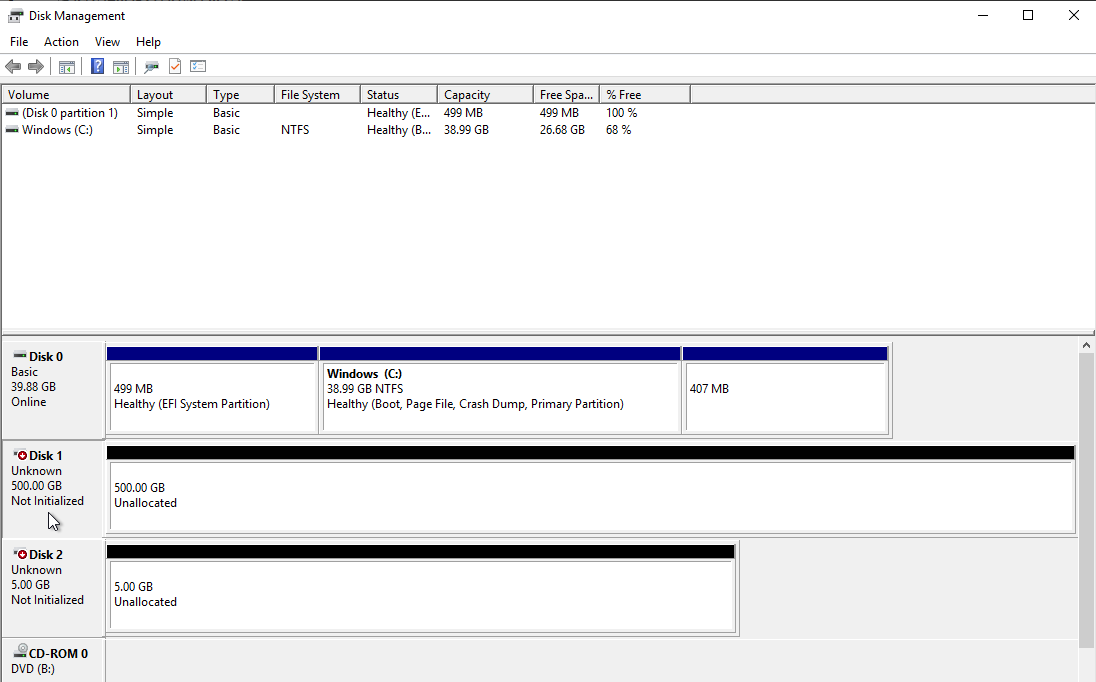 Disk Management
File Action View Help
Volume Layout Type File System Status Capacity Free Spa... % Free
(Disk 0 partition 1) Simple Basic Healthy (E... 499 MB 499 MB 100 %
Windows (C:) Simple Basic NTFS Healthy (B... 38.99 GB 26.68 GB 68 %
Disk 0
Basic
39.88 GB
Online
499 MB
Healthy (EFI System Partition)
Windows (C:)
38.99 GB NTFS
Healthy (Boot, Page File, Crash Dump, Primary Partition)
407 MB
Disk 1
Unknown
500.00 GB
Not Initialized
500.00 GB
Unallocated
Disk 2
Unknown
5.00 GB
Not Initialized
5.00 GB
Unallocated
CD-ROM 0
DVD (B:)